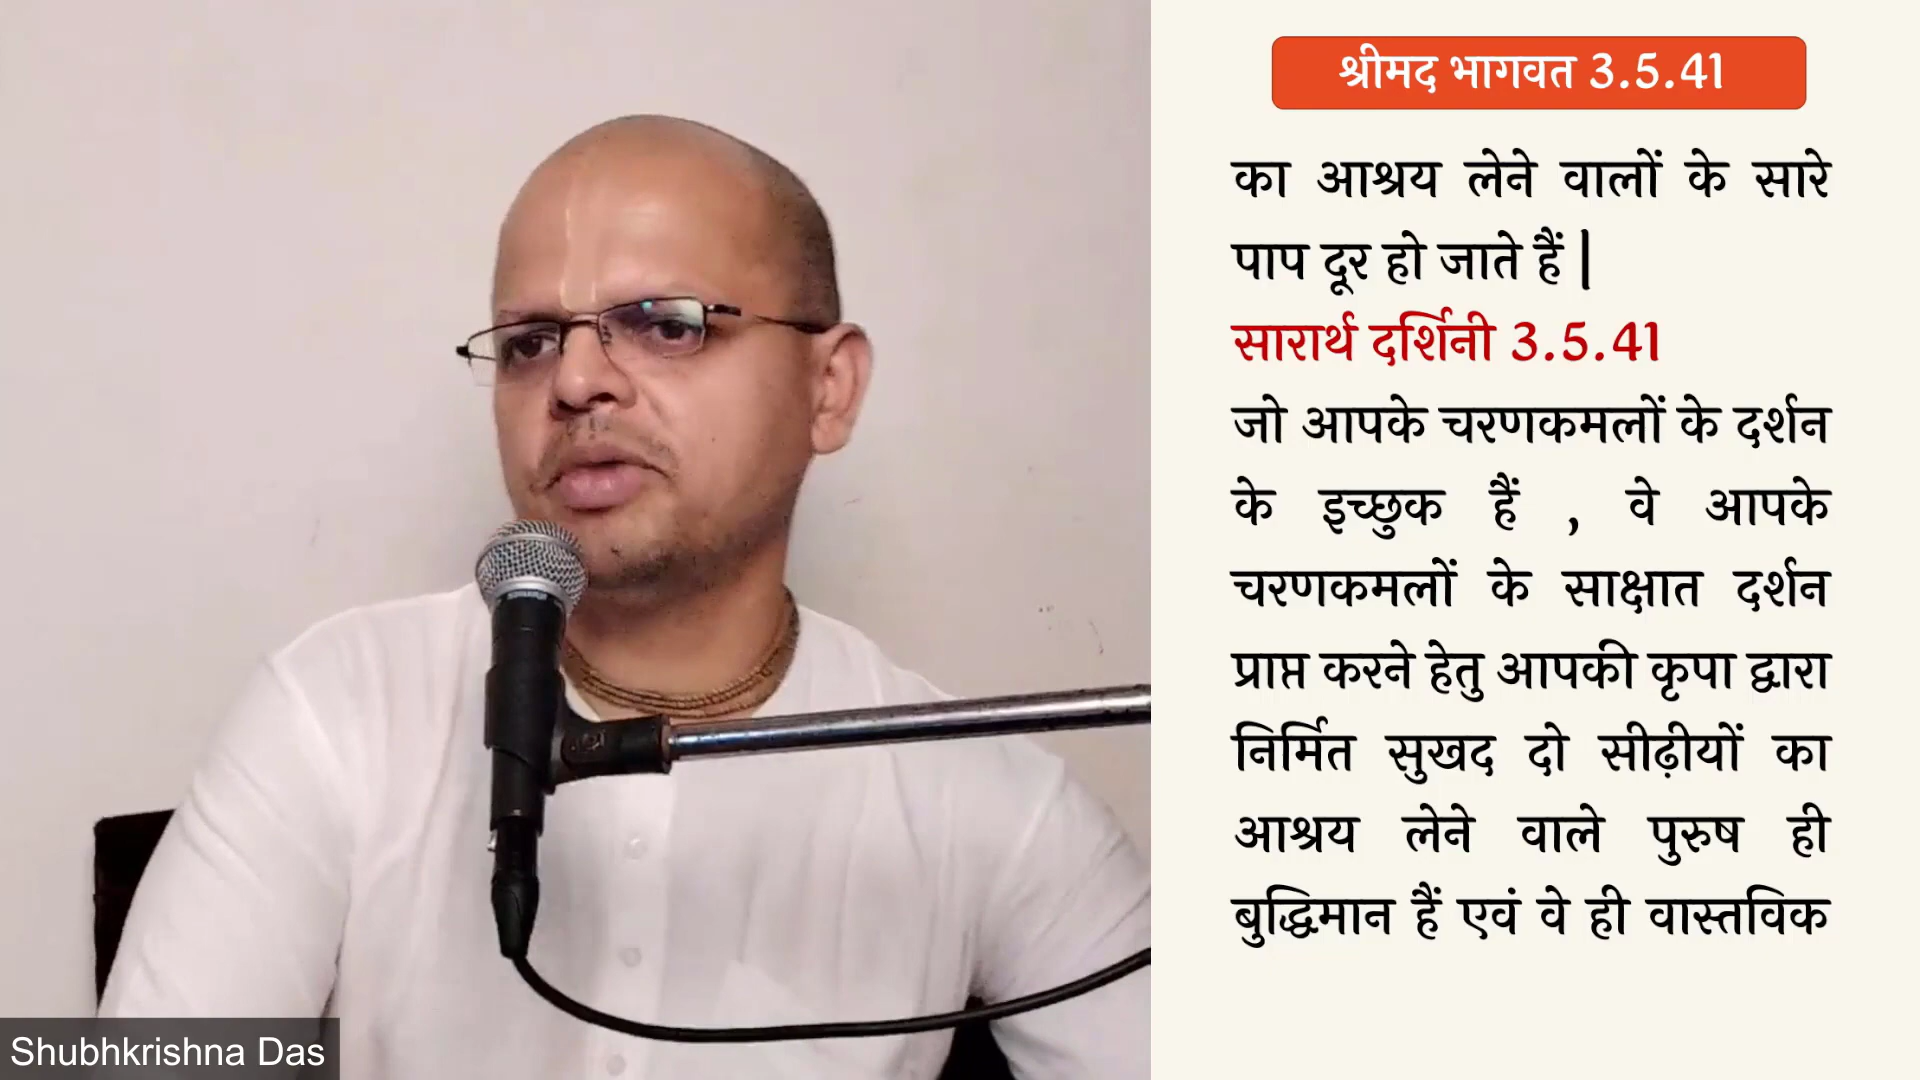 श्रीमद भागवत 3.5.41
का आश्रय लेने वालों के सारे
पाप दूर हो जाते हैं |
सारार्थ दर्शिनी 3.5.41
जो आपके चरणकमलों के दर्शन
के इच्छुक हैं , वे आपके
चरणकमलों के साक्षात दर्शन
प्राप्त करने हेतु आपकी कृपा द्वारा
निर्मित सुखद दो सीढ़ीयों का
आश्रय लेने वाले पुरुष ही
बुद्धिमान हैं एवं वे ही वास्तविक
Shubhkrishna Das